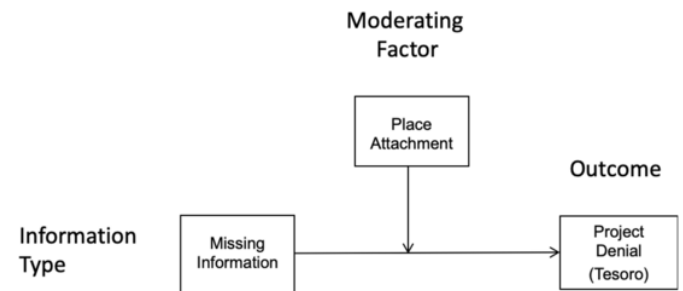 Moderating
Factor
Place
Attachment
Outcome
Information
Type
Missing
Information
Project
Denial
(Tesoro)